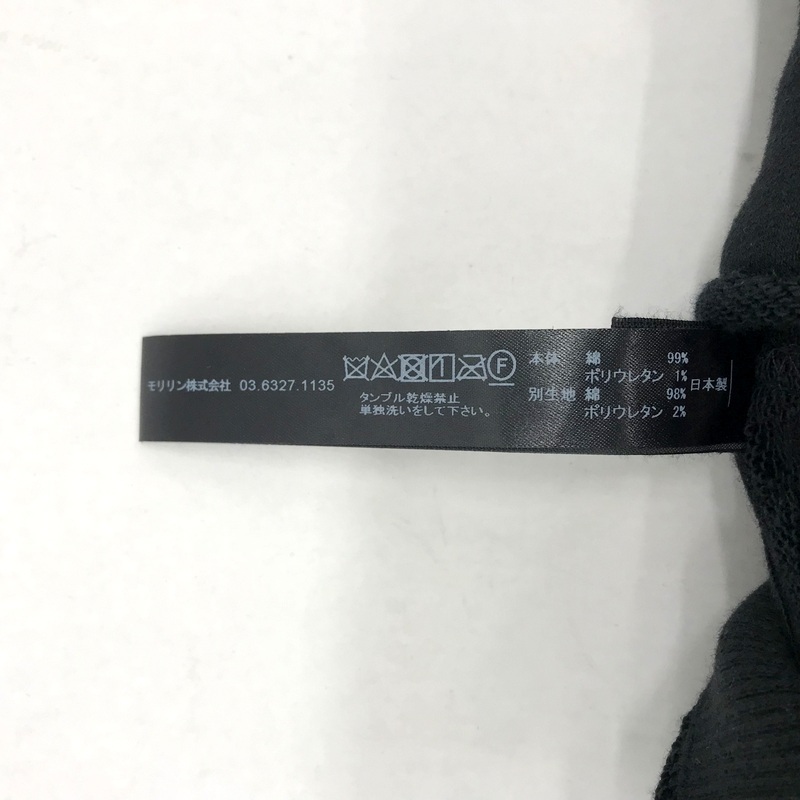 本体 綿 99%
ポリウレタン 1%
別生地 綿 98%
ポリウレタン 2%
日本製
F
タンブル乾燥禁止
単独洗いをして下さい。
モリリン株式会社 03.6327.1135